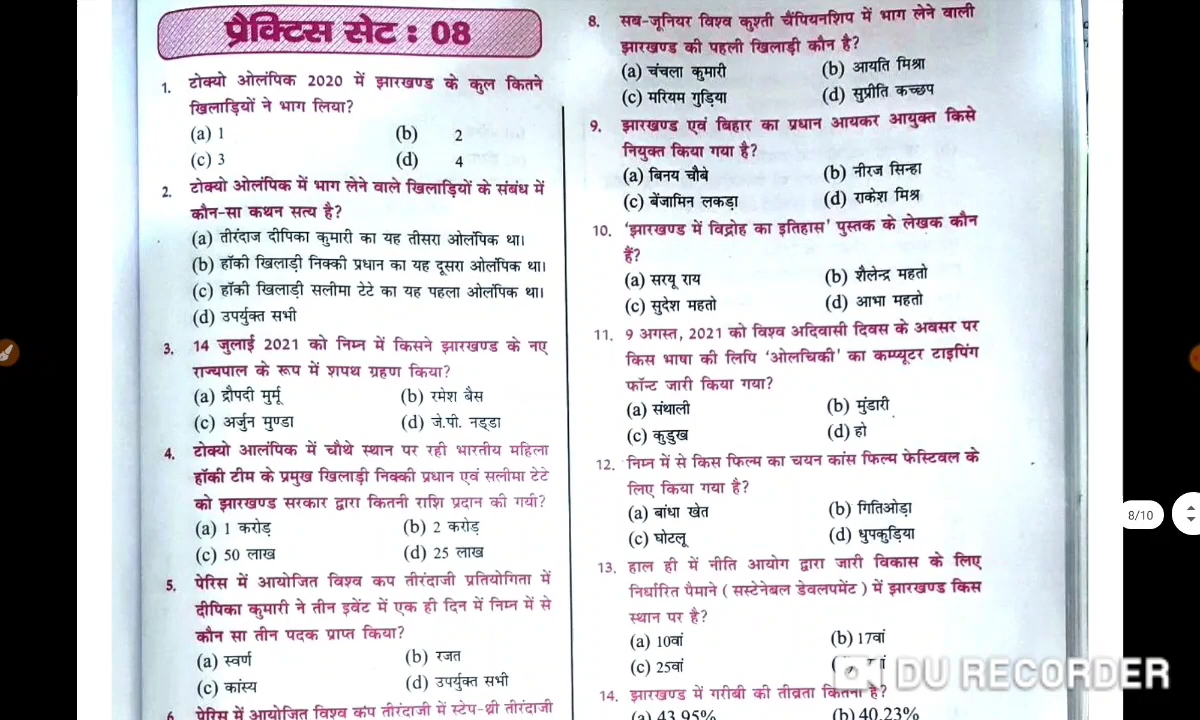 प्रैक्टिस सेट : 08
1. टोक्यो ओलंपिक 2020 में झारखण्ड के कुल कितने
खिलाड़ियों ने भाग लिया?
(a) 1 (b) 2
(c) 3 (d) 4
2. टोक्यो ओलंपिक में भाग लेने वाले खिलाड़ियों के संबंध में
कौन-सा कथन सत्य है?
(a) तीरंदाज दीपिका कुमारी का यह तीसरा ओलंपिक था।
(b) हॉकी खिलाड़ी निक्की प्रधान का यह दूसरा ओलंपिक था।
(c) हॉकी खिलाड़ी सलीमा टेटे का यह पहला ओलंपिक था।
(d) उपर्युक्त सभी
3. 14 जुलाई 2021 को निम्न में किसने झारखण्ड के नए
राज्यपाल के रूप में शपथ ग्रहण किया?
(a) द्रौपदी मुर्मू (b) रमेश बैस
(c) अर्जुन मुण्डा (d) जे.पी. नड्डा
4. टोक्यो आलंपिक में चौथे स्थान पर रही भारतीय महिला
हॉकी टीम के प्रमुख खिलाड़ी निक्की प्रधान एवं सलीमा टेटे
को झारखण्ड सरकार द्वारा कितनी राशि प्रदान की गयी?
(a) 1 करोड़ (b) 2 करोड़
(c) 50 लाख (d) 25 लाख
5. पेरिस में आयोजित विश्व कप तीरंदाजी प्रतियोगिता में
दीपिका कुमारी ने तीन इवेंट में एक ही दिन में निम्न में से
कौन सा तीन पदक प्राप्त किया?
(a) स्वर्ण (b) रजत
(c) कांस्य (d) उपर्युक्त सभी
6 पेरिस में आयोजित विश्व कप तीरंदाजी में स्टेप-थ्री तीरंदाजी
8. सब-जूनियर विश्व कुश्ती चैंपियनशिप में भाग लेने वाली
झारखण्ड की पहली खिलाड़ी कौन है?
(a) चंचला कुमारी (b) आयति मिश्रा
(c) मरियम गुड़िया (d) सुप्रीति कच्छप
9. झारखण्ड एवं बिहार का प्रधान आयकर आयुक्त किसे
नियुक्त किया गया है?
(a) बिनय चौबे (b) नीरज सिन्हा
(c) बेंजामिन लकड़ा (d) राकेश मिश्र
10. 'झारखण्ड में विद्रोह का इतिहास' पुस्तक के लेखक कौन
हैं?
(a) सरयू राय (b) शैलेन्द्र महतो
(c) सुदेश महतो (d) आभा महतो
11. 9 अगस्त, 2021 को विश्व अदिवासी दिवस के अवसर पर
किस भाषा की लिपि 'ओलचिकी' का कम्प्यूटर टाइपिंग
फॉन्ट जारी किया गया?
(a) संथाली (b) मुंडारी
(c) कुडुख (d) हो
12. निम्न में से किस फिल्म का चयन कांस फिल्म फेस्टिवल के
लिए किया गया है?
(a) बांधा खेत (b) गितिओड़ा
(c) घोटलू (d) धुपकुड़िया
13. हाल ही में नीति आयोग द्वारा जारी विकास के लिए
निर्धारित पैमाने ( सस्टेनेबल डेवलपमेंट ) में झारखण्ड किस
स्थान पर है?
(a) 10वां (b) 17वां
(c) 25वां
14. झारखण्ड में गरीबी की तीव्रता कितनी है?
(a) 43.95% (b) 40.23%
8/10
DU RECORDER